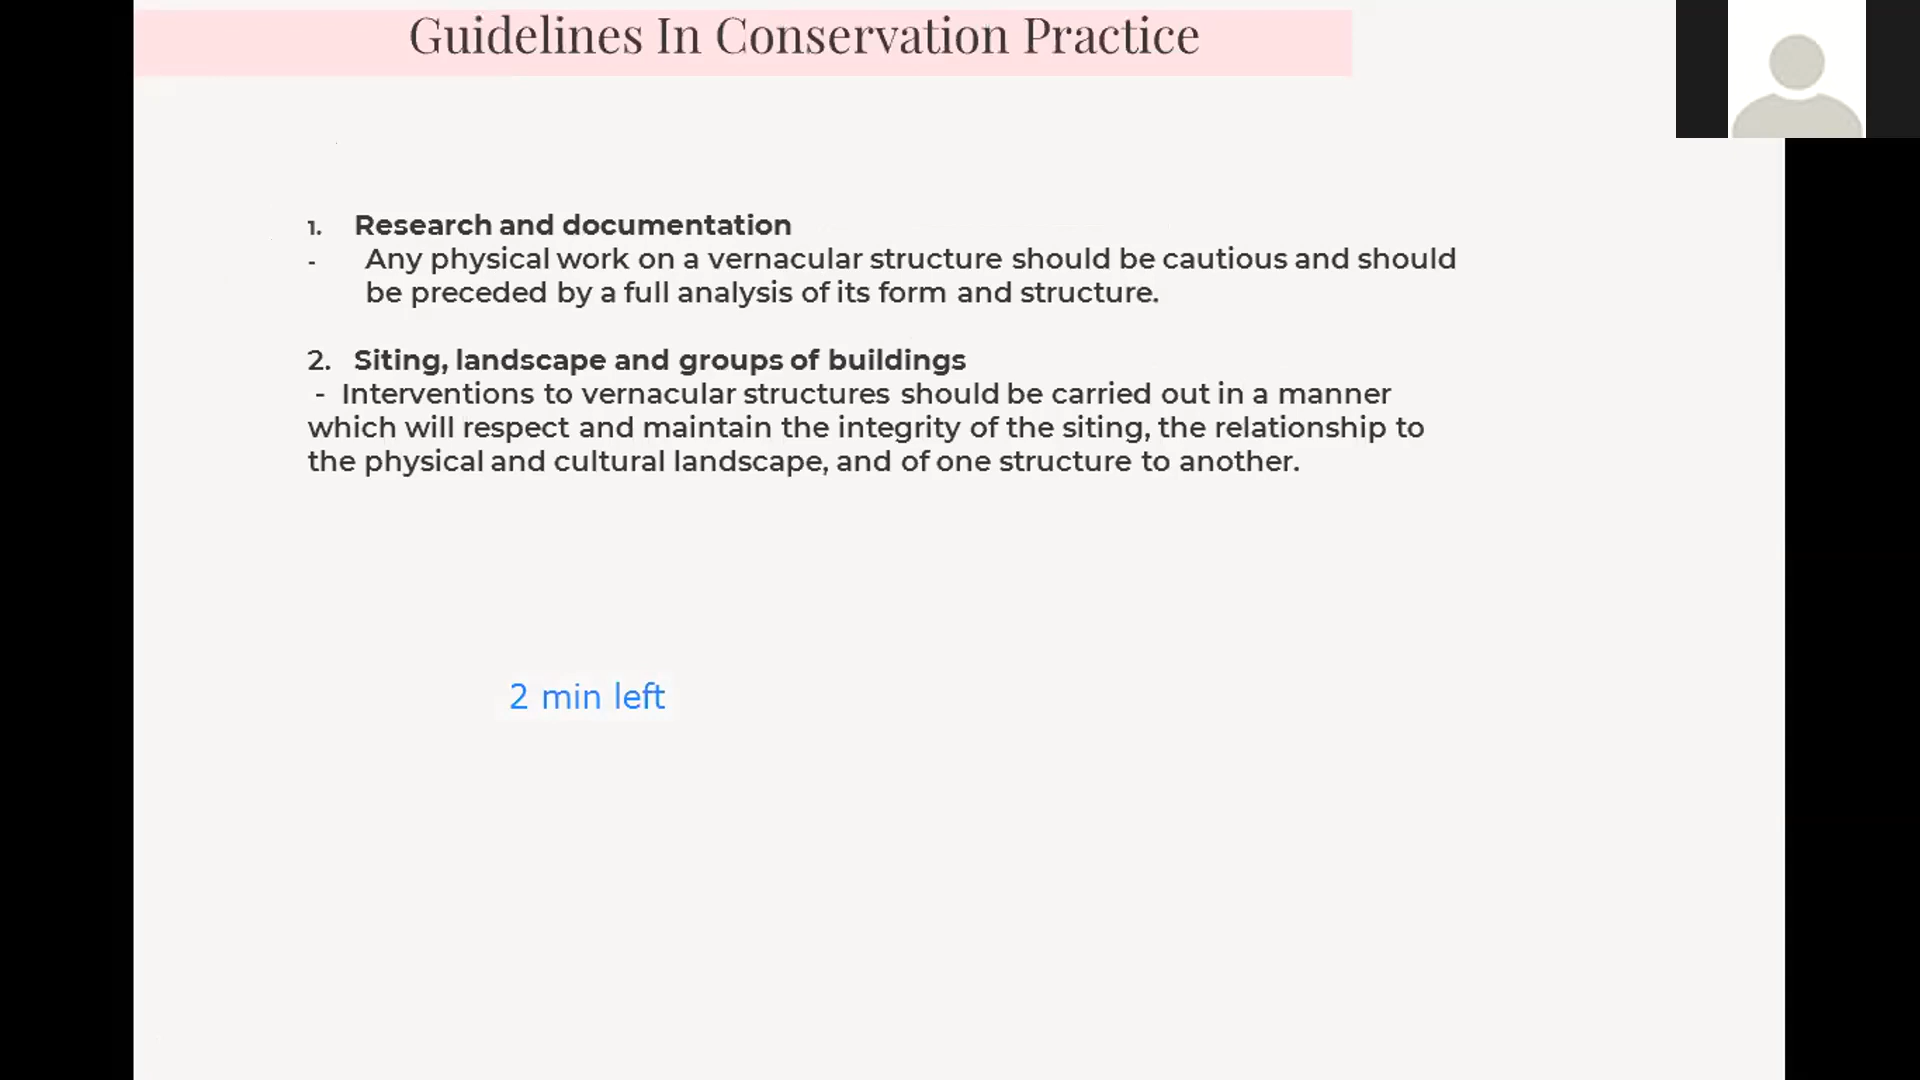 Guidelines In Conservation Practice
1. Research and documentation
- Any physical work on a vernacular structure should be cautious and should
be preceded by a full analysis of its form and structure.
2. Siting, landscape and groups of buildings
- Interventions to vernacular structures should be carried out in a manner
which will respect and maintain the integrity of the siting, the relationship to
the physical and cultural landscape, and of one structure to another.
2 min left